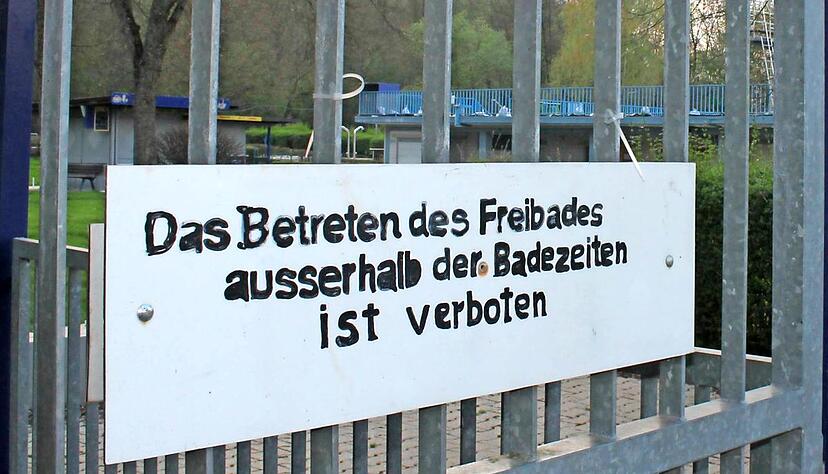 Das Betreten des Freibades
ausserhalb der Badezeiten
ist verboten